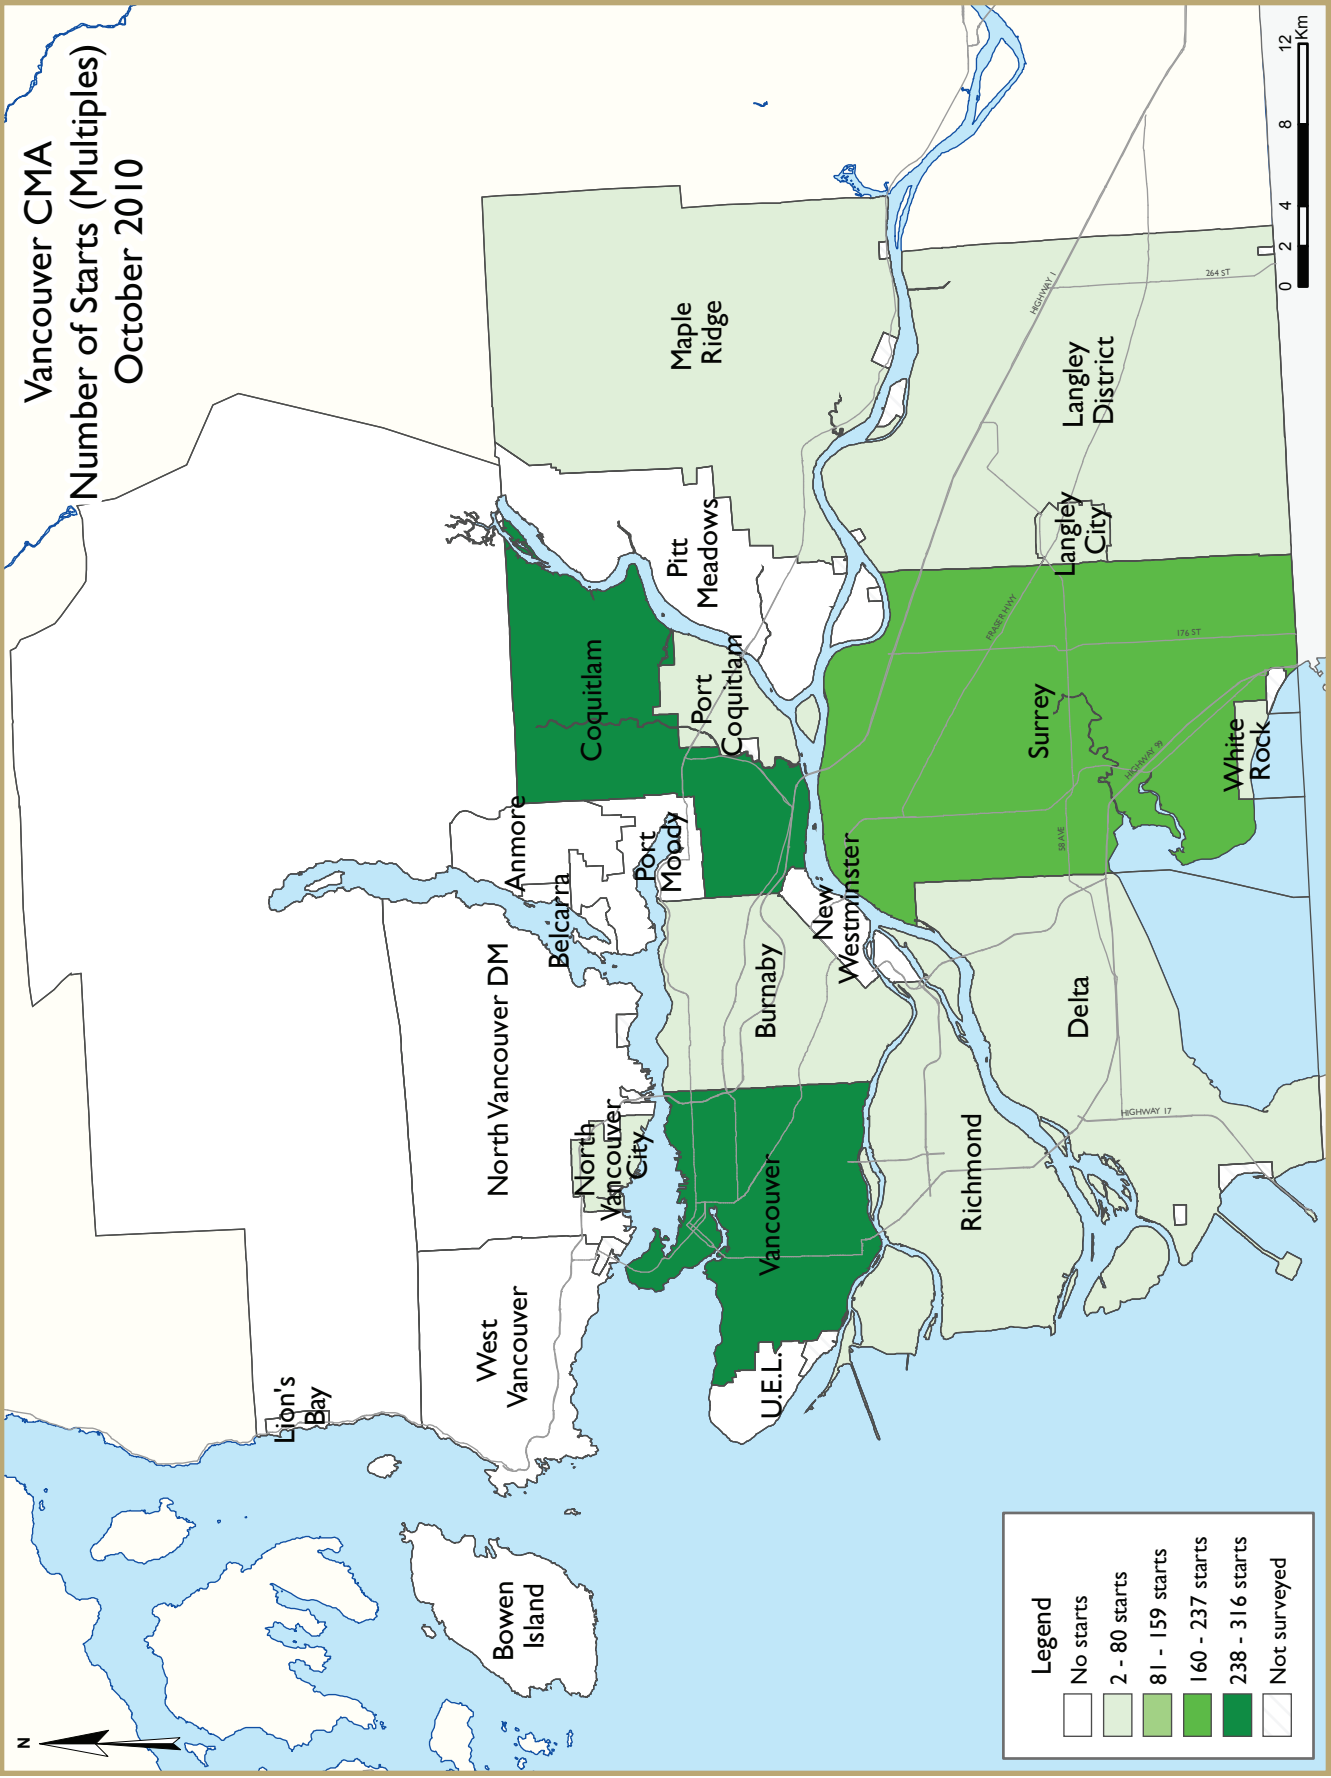 Vancouver CMA
Number of Starts (Multiples)
October 2010
N
Lion's
Bay
Bowen
Island
West
Vancouver
North Vancouver DM
North
Vancouver
City
Belcarra
Anmore
Port
Moody
Coquitlam
Port
Coquitlam
Pitt
Meadows
Maple
Ridge
U.E.L.
Vancouver
Burnaby
New
Westminster
Richmond
Delta
Surrey
White
Rock
Langley
City
Langley
District
HIGHWAY 1
264 ST
FRASER HWY
176 ST
HIGHWAY 99
58 AVE
HIGHWAY 17
Legend
No starts
2 - 80 starts
81 - 159 starts
160 - 237 starts
238 - 316 starts
Not surveyed
0 2 4 8 12
Km